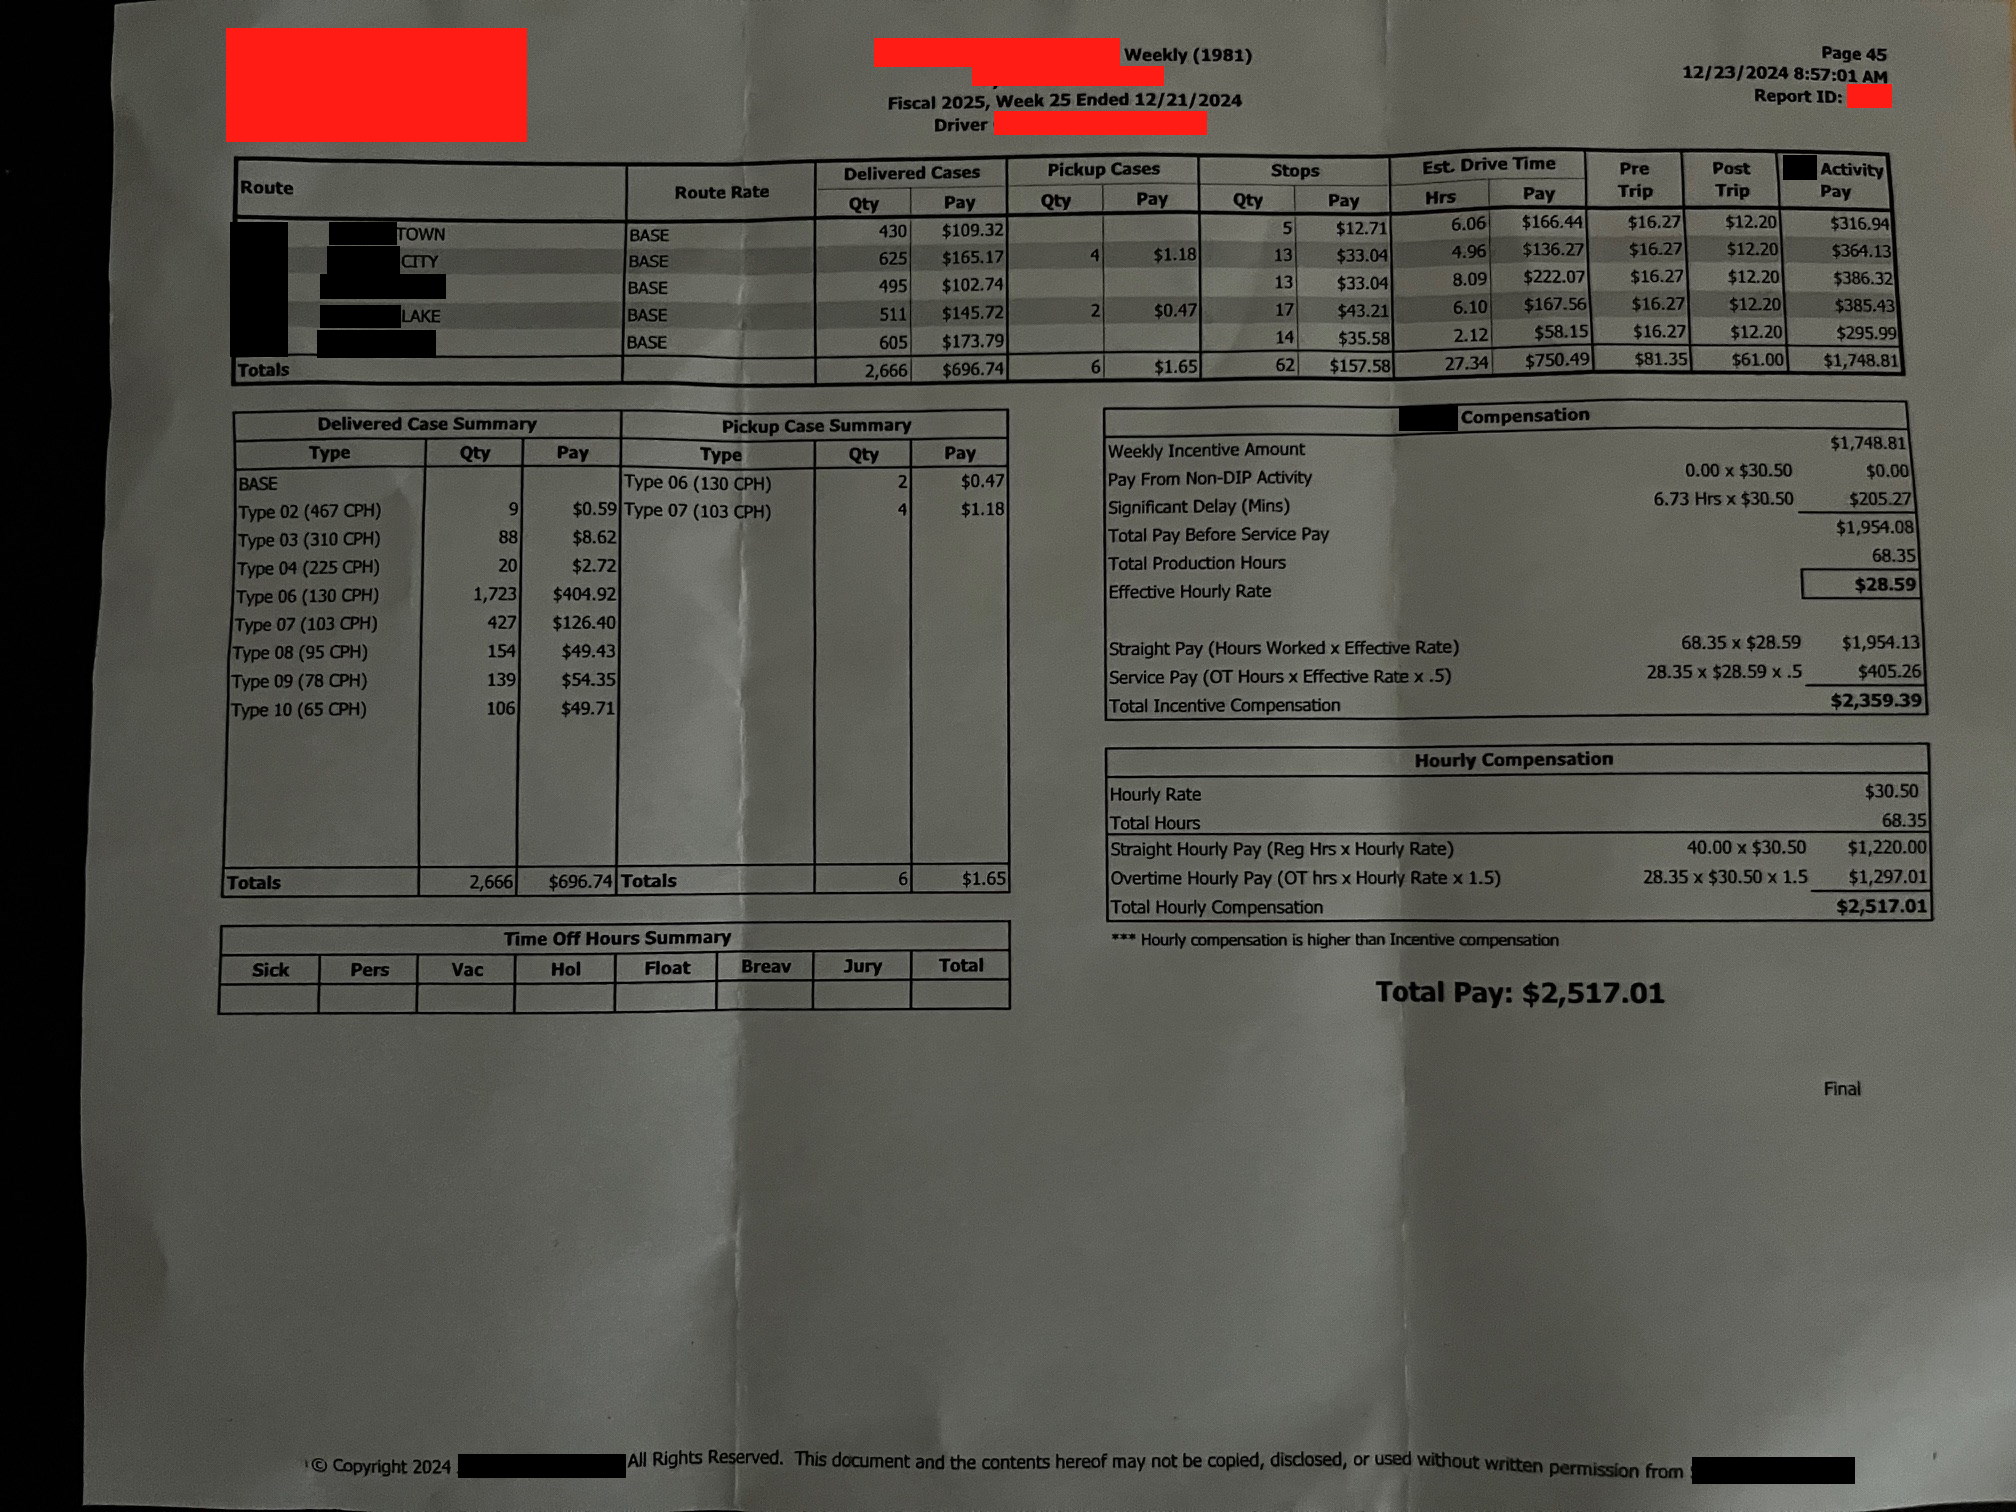 Weekly (1981)
Fiscal 2025, Week 25 Ended 12/21/2024
Driver
Page 45
12/23/2024 8:57:01 AM
Report ID:
Route Route Rate Delivered Cases Pickup Cases Stops Est. Drive Time Pre Trip Post Trip Activity Pay
Qty Pay Qty Pay Qty Pay Hrs Pay
TOWN BASE 430 $109.32 5 $12.71 6.06 $166.44 $16.27 $12.20 $316.94
CITY BASE 625 $165.17 4 $1.18 13 $33.04 4.96 $136.27 $16.27 $12.20 $364.13
BASE 495 $102.74 13 $33.04 8.09 $222.07 $16.27 $12.20 $386.32
LAKE BASE 511 $145.72 2 $0.47 17 $43.21 6.10 $167.56 $16.27 $12.20 $385.43
BASE 605 $173.79 14 $35.58 2.12 $58.15 $16.27 $12.20 $295.99
Totals 2,666 $696.74 6 $1.65 62 $157.58 27.34 $750.49 $81.35 $61.00 $1,748.81
Delivered Case Summary Pickup Case Summary
Type Qty Pay Type Qty Pay
BASE Type 06 (130 CPH) 2 $0.47
Type 02 (467 CPH) 9 $0.59 Type 07 (103 CPH) 4 $1.18
Type 03 (310 CPH) 88 $8.62
Type 04 (225 CPH) 20 $2.72
Type 06 (130 CPH) 1,723 $404.92
Type 07 (103 CPH) 427 $126.40
Type 08 (95 CPH) 154 $49.43
Type 09 (78 CPH) 139 $54.35
Type 10 (65 CPH) 106 $49.71
Totals 2,666 $696.74 Totals 6 $1.65
Time Off Hours Summary
Sick Pers Vac Hol Float Breav Jury Total
Compensation
Weekly Incentive Amount $1,748.81
Pay From Non-DIP Activity 0.00 x $30.50 $0.00
Significant Delay (Mins) 6.73 Hrs x $30.50 $205.27
Total Pay Before Service Pay $1,954.08
Total Production Hours 68.35
Effective Hourly Rate $28.59
Straight Pay (Hours Worked x Effective Rate) 68.35 x $28.59 $1,954.13
Service Pay (OT Hours x Effective Rate x .5) 28.35 x $28.59 x .5 $405.26
Total Incentive Compensation $2,359.39
Hourly Compensation
Hourly Rate $30.50
Total Hours 68.35
Straight Hourly Pay (Reg Hrs x Hourly Rate) 40.00 x $30.50 $1,220.00
Overtime Hourly Pay (OT hrs x Hourly Rate x 1.5) 28.35 x $30.50 x 1.5 $1,297.01
Total Hourly Compensation $2,517.01
*** Hourly compensation is higher than Incentive compensation
Total Pay: $2,517.01
Final
© Copyright 2024 All Rights Reserved. This document and the contents hereof may not be copied, disclosed, or used without written permission from